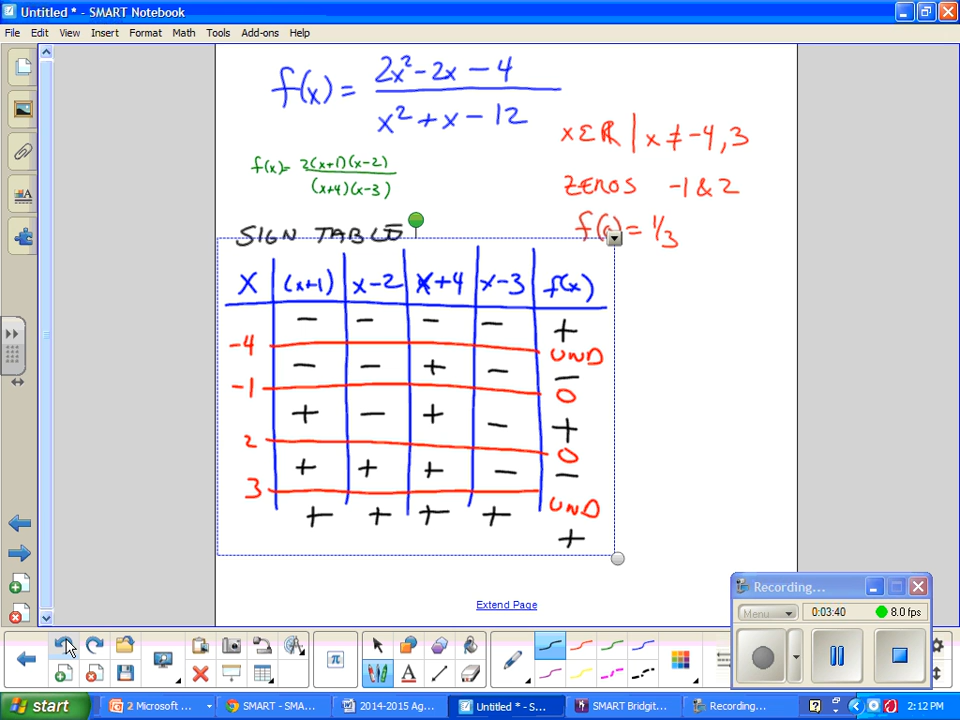 Untitled * - SMART Notebook
File Edit View Insert Format Math Tools Add-ons Help
f(x) = 2x²-2x-4 / x²+x-12
x∈ℝ | x ≠ -4, 3
f(x)= 2(x+1)(x-2) / (x+4)(x-3)
ZEROS -1 & 2
f(0) = 1/3
SIGN TABLE
X (x+1) x-2 x+4 x-3 f(x)
- - - - +
-4 UND
- - + - -
-1 0
+ - + - +
2 0
+ + + - -
3 UND
+ + + + +
Extend Page
Recording...
Menu 0:03:40 8.0 fps
π
A
start 2 Microsoft ... SMART - SMA... 2014-2015 Ag... Untitled * - S... SMART Bridgit... Recording... ? 2:12 PM